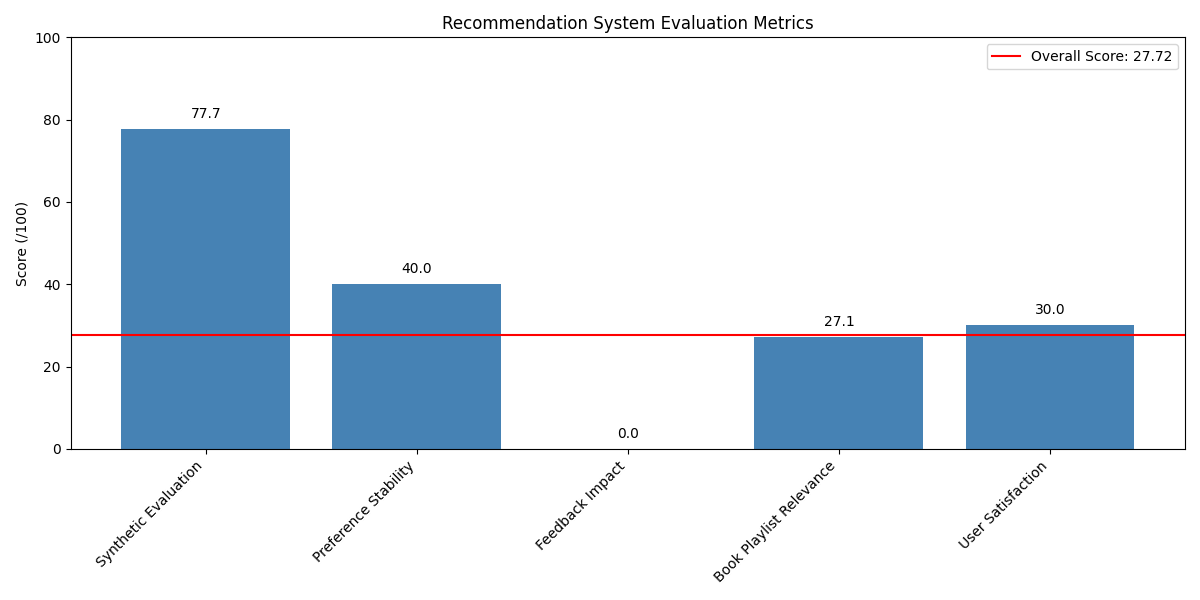 Recommendation System Evaluation Metrics
Overall Score: 27.72
Score (/100)
100
80
60
40
20
0
77.7
40.0
0.0
27.1
30.0
Synthetic Evaluation
Preference Stability
Feedback Impact
Book Playlist Relevance
User Satisfaction